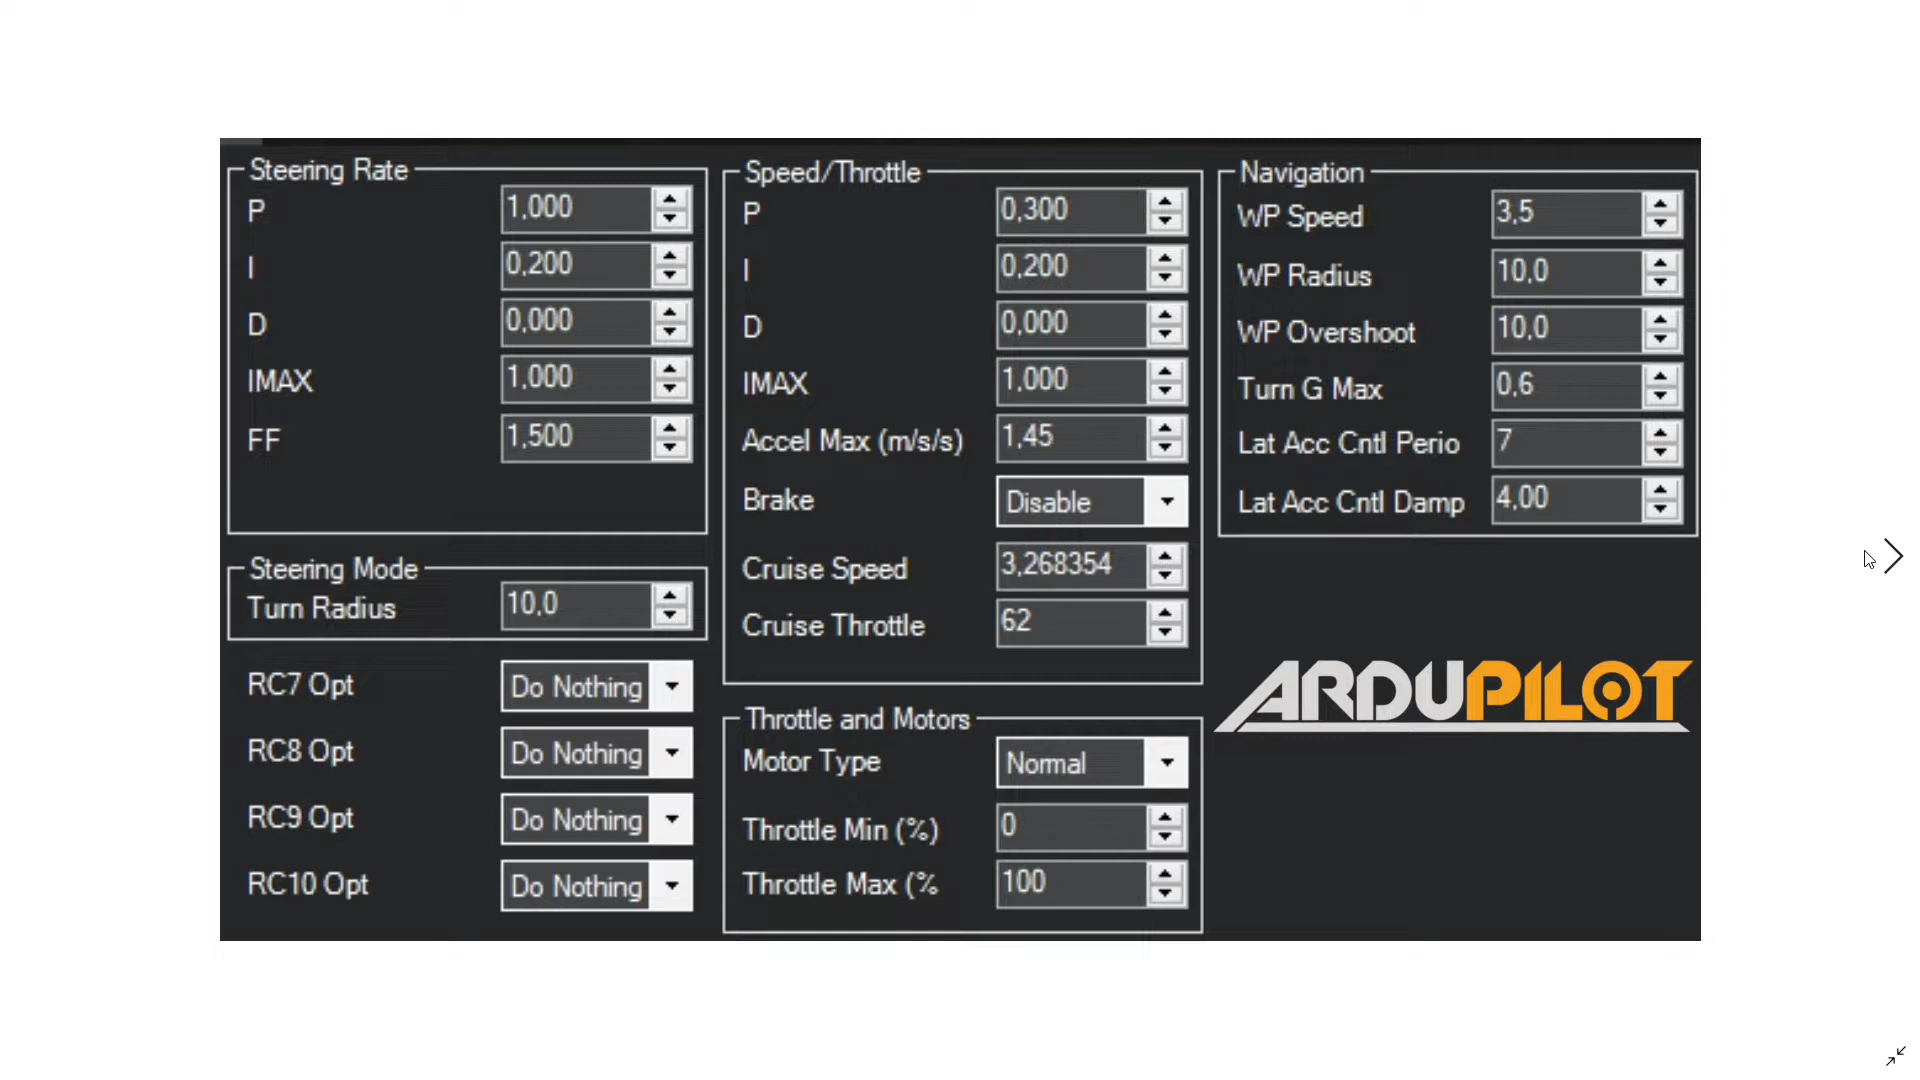 Steering Rate
P 1,000
I 0,200
D 0,000
IMAX 1,000
FF 1,500
Steering Mode
Turn Radius 10,0
RC7 Opt Do Nothing
RC8 Opt Do Nothing
RC9 Opt Do Nothing
RC10 Opt Do Nothing
Speed/Throttle
P 0,300
I 0,200
D 0,000
IMAX 1,000
Accel Max (m/s/s) 1,45
Brake Disable
Cruise Speed 3,268354
Cruise Throttle 62
Throttle and Motors
Motor Type Normal
Throttle Min (%) 0
Throttle Max (% 100
Navigation
WP Speed 3,5
WP Radius 10,0
WP Overshoot 10,0
Turn G Max 0,6
Lat Acc Cntl Perio 7
Lat Acc Cntl Damp 4,00
ARDUPILOT